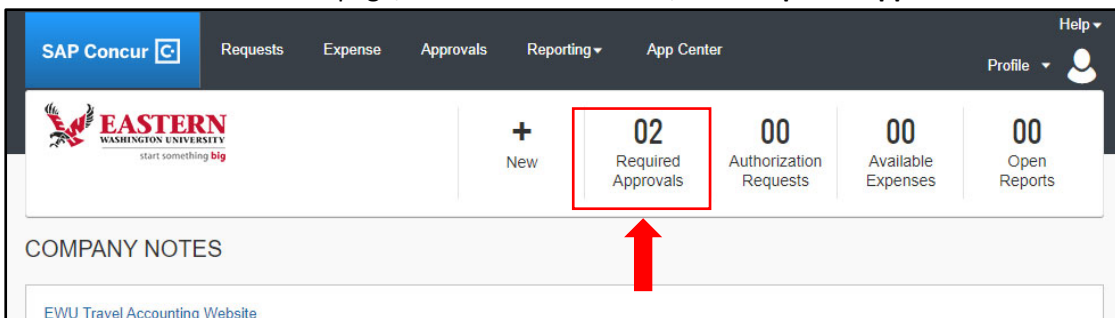 Help
SAP Concur C Requests Expense Approvals Reporting App Center
Profile
EASTERN
WASHINGTON UNIVERSITY
start something big
+ 02 00 00 00
New Required Authorization Available Open
Approvals Requests Expenses Reports
COMPANY NOTES
EWU Travel Accounting Website